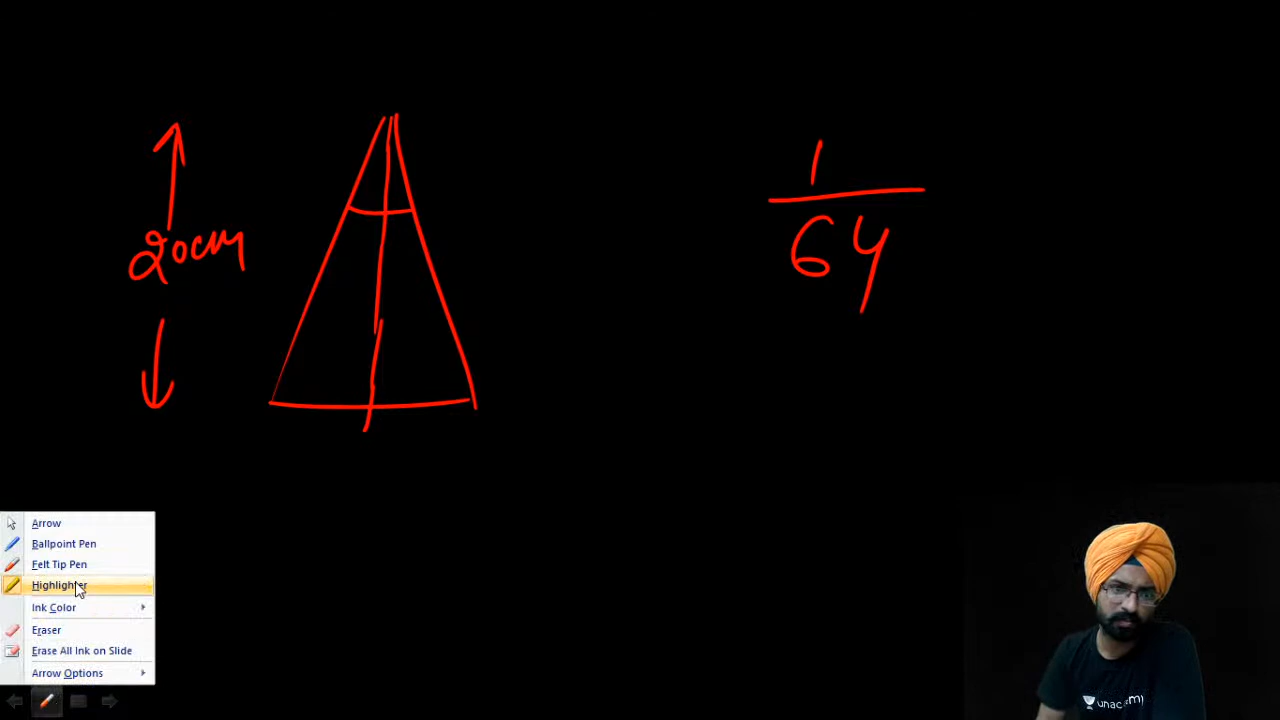 20cm
1
64
Arrow
Ballpoint Pen
Felt Tip Pen
Highlighter
Ink Color
Eraser
Erase All Ink on Slide
Arrow Options
unacademy